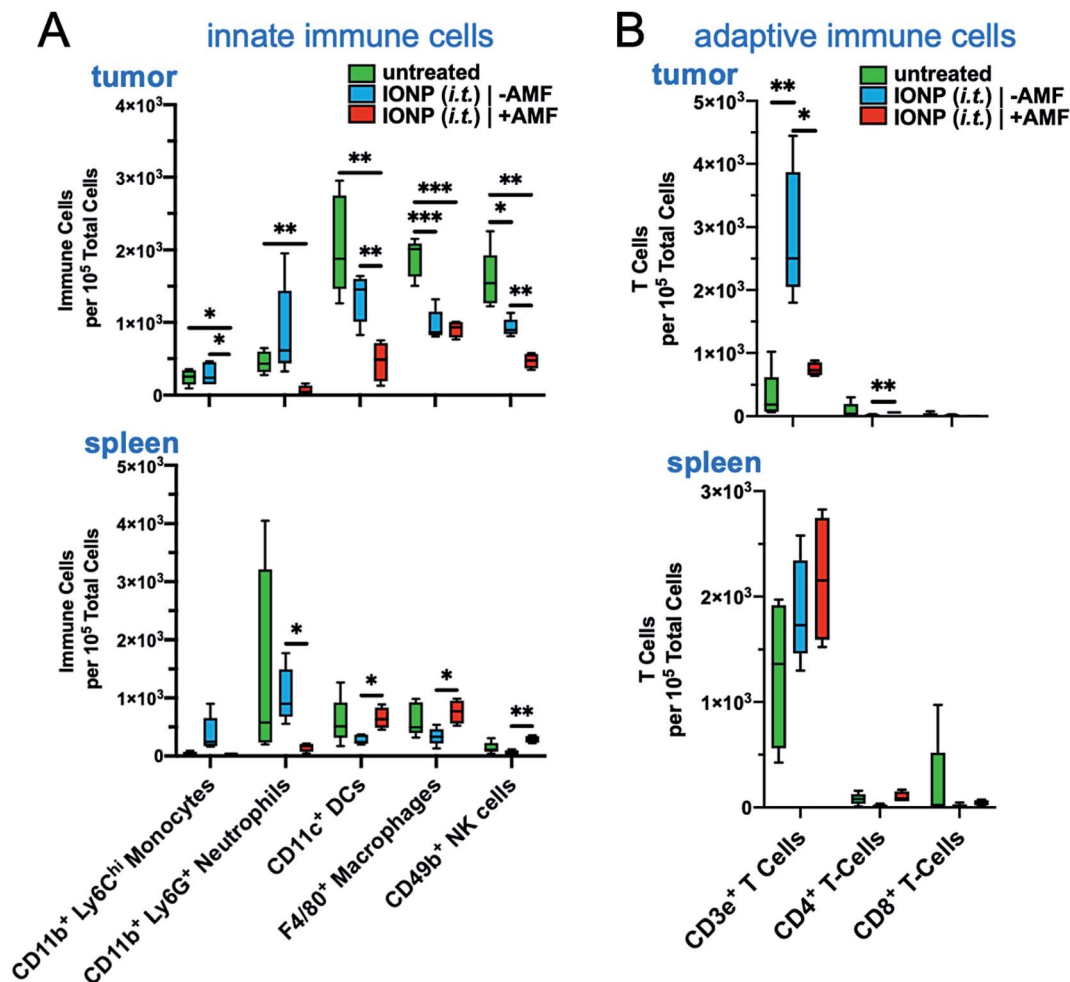 A
innate immune cells
tumor
untreated
IONP (i.t.) | -AMF
IONP (i.t.) | +AMF
Immune Cells
per 10⁵ Total Cells
4×10³
3×10³
2×10³
1×10³
0
**
**
*
*
**
**
***
***
**
*
**
spleen
Immune Cells
per 10⁵ Total Cells
5×10³
4×10³
3×10³
2×10³
1×10³
0
*
*
*
**
CD11b⁺ Ly6Cʰⁱ Monocytes
CD11b⁺ Ly6G⁺ Neutrophils
CD11c⁺ DCs
F4/80⁺ Macrophages
CD49b⁺ NK cells
B
adaptive immune cells
tumor
untreated
IONP (i.t.) | -AMF
IONP (i.t.) | +AMF
T Cells
per 10⁵ Total Cells
5×10³
4×10³
3×10³
2×10³
1×10³
0
**
*
**
spleen
T Cells
per 10⁵ Total Cells
3×10³
2×10³
1×10³
0
CD3e⁺ T Cells
CD4⁺ T-Cells
CD8⁺ T-Cells